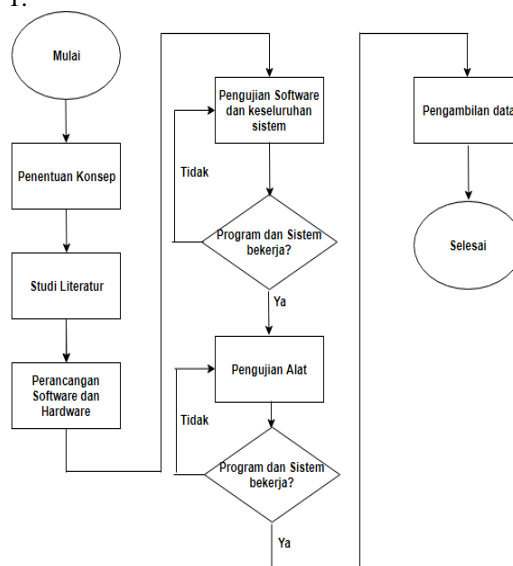 1.
Mulai
Penentuan Konsep
Studi Literatur
Perancangan
Software dan
Hardware
Pengujian Software
dan keseluruhan
sistem
Tidak
Program dan Sistem
bekerja?
Ya
Pengujian Alat
Tidak
Program dan Sistem
bekerja?
Ya
Pengambilan data
Selesai